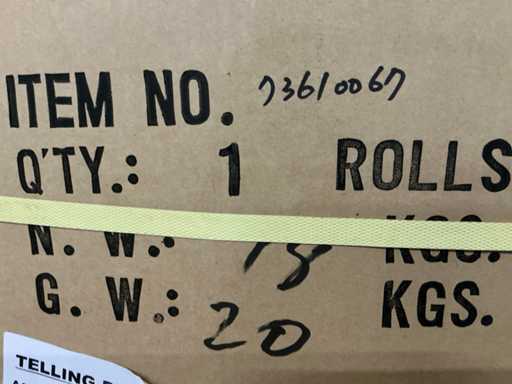 ITEM NO. 73610067
Q'TY.: 1 ROLLS
N. W.: 18 KGS.
G. W.: 20 KGS.
TELLING